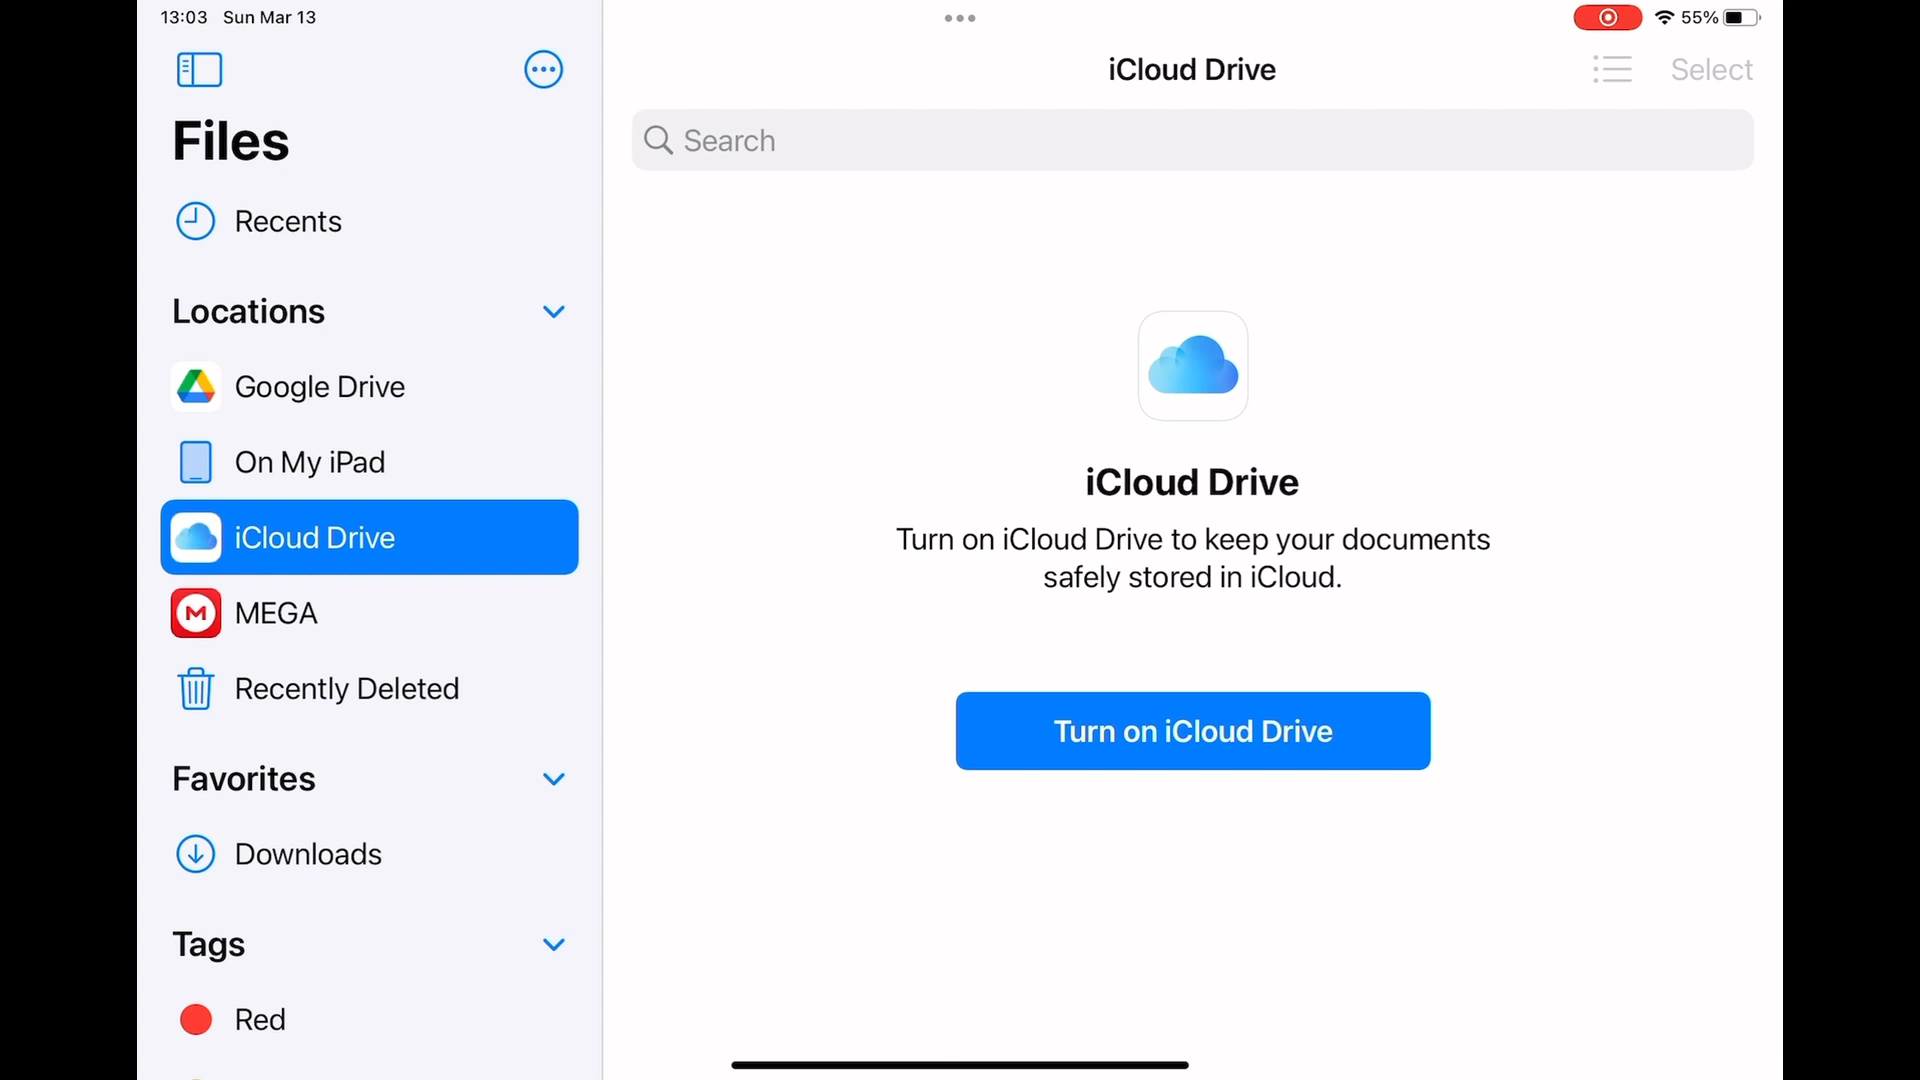 13:03 Sun Mar 13
55%
Files
Recents
Locations
Google Drive
On My iPad
iCloud Drive
MEGA
Recently Deleted
Favorites
Downloads
Tags
Red
iCloud Drive
Select
Search
iCloud Drive
Turn on iCloud Drive to keep your documents
safely stored in iCloud.
Turn on iCloud Drive